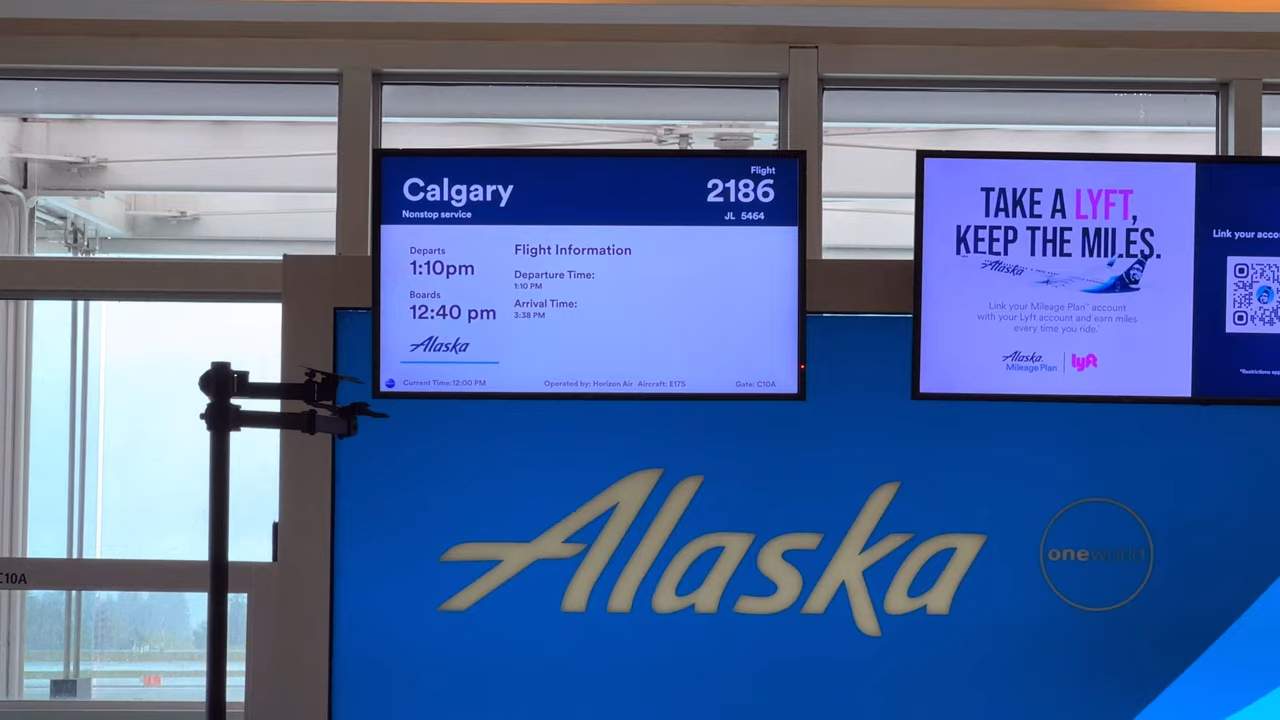 Calgary
Nonstop service
Flight
2186
JL 5464
Departs
1:10pm
Boards
12:40 pm
Flight Information
Departure Time:
1:10 PM
Arrival Time:
3:38 PM
Alaska
Current Time:12:00 PM
Operated by: Horizon Air Aircraft: E175
Gate: C10A
TAKE A LYFT,
KEEP THE MILES.
Alaska
Link your Mileage Plan™ account
with your Lyft account and earn miles
every time you ride.*
Alaska.
Mileage Plan
lyft
Link your acco
*Restrictions app
Alaska
oneworld
C10A